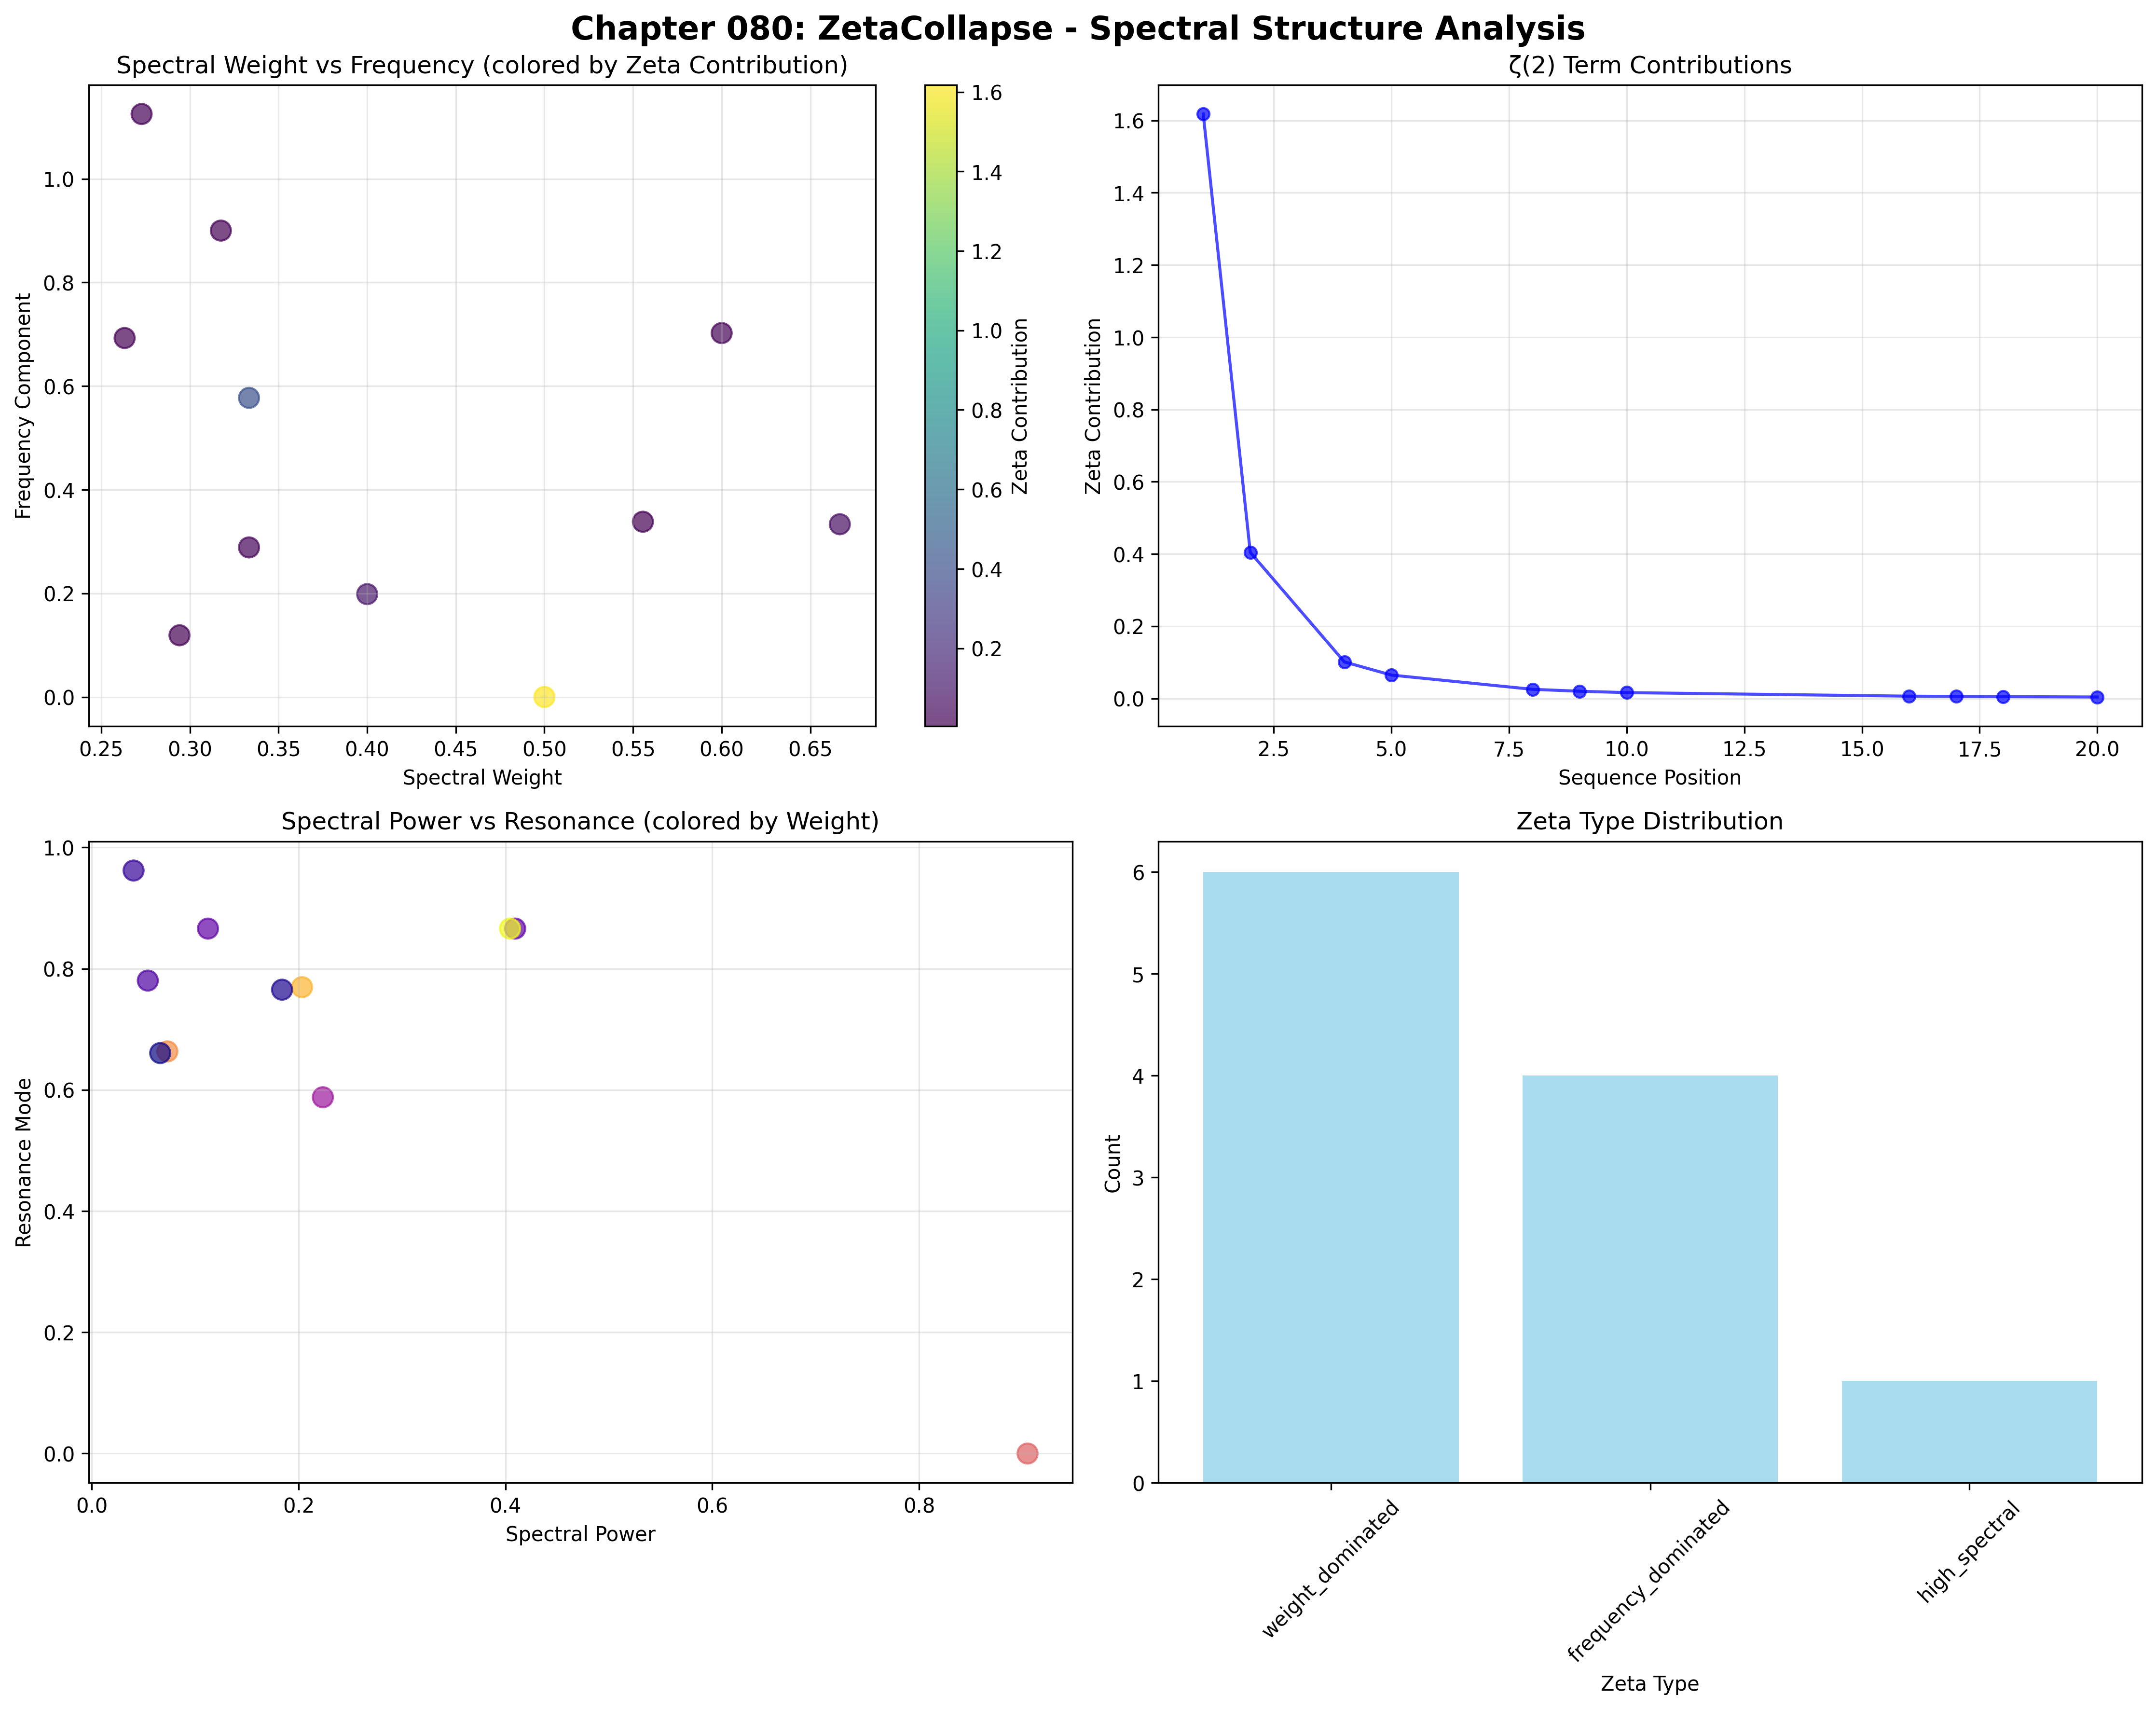 Chapter 080: ZetaCollapse - Spectral Structure Analysis
Spectral Weight vs Frequency (colored by Zeta Contribution)
Frequency Component
1.0
0.8
0.6
0.4
0.2
0.0
0.25 0.30 0.35 0.40 0.45 0.50 0.55 0.60 0.65
Spectral Weight
1.6
1.4
1.2
1.0
0.8
0.6
0.4
0.2
Zeta Contribution
ζ(2) Term Contributions
Zeta Contribution
1.6
1.4
1.2
1.0
0.8
0.6
0.4
0.2
0.0
2.5 5.0 7.5 10.0 12.5 15.0 17.5 20.0
Sequence Position
Spectral Power vs Resonance (colored by Weight)
Resonance Mode
1.0
0.8
0.6
0.4
0.2
0.0
0.0 0.2 0.4 0.6 0.8
Spectral Power
Zeta Type Distribution
Count
6
5
4
3
2
1
0
weight_dominated
frequency_dominated
high_spectral
Zeta Type